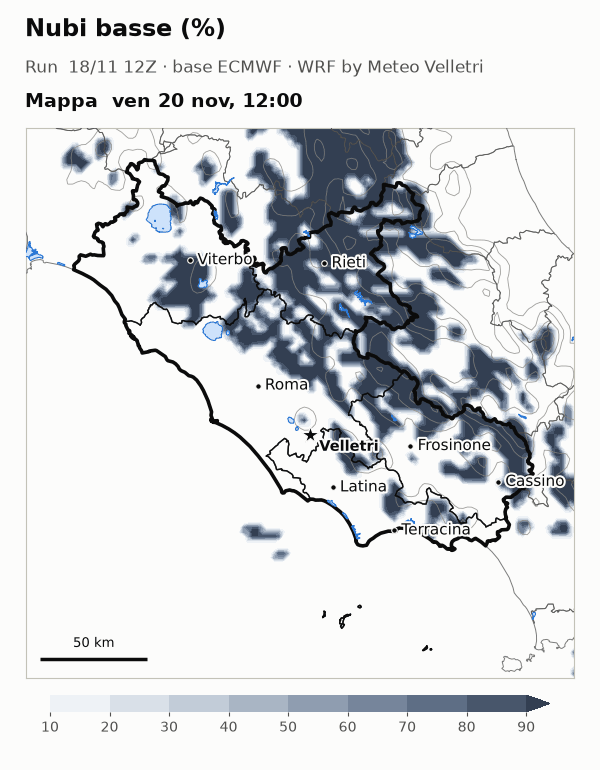 Nubi basse (%)
Run  18/11 12Z · base ECMWF · WRF by Meteo Velletri
Mappa  ven 20 nov, 12:00
Viterbo
Rieti
Roma
Velletri
Frosinone
Cassino
Latina
Terracina
50 km
10 20 30 40 50 60 70 80 90